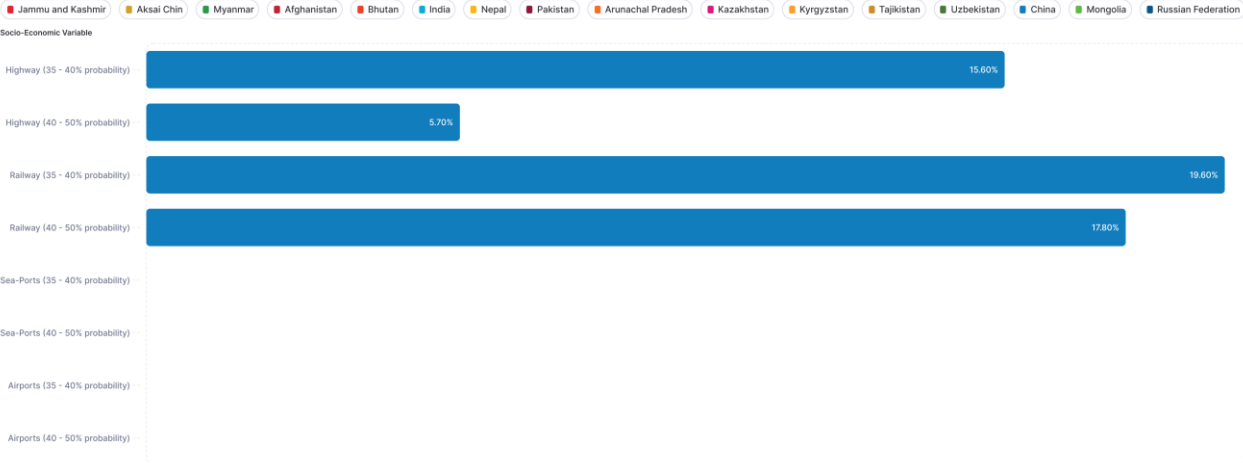 Jammu and Kashmir Aksai Chin Myanmar Afghanistan Bhutan India Nepal Pakistan Arunachal Pradesh Kazakhstan Kyrgyzstan Tajikistan Uzbekistan China Mongolia Russian Federation
Socio-Economic Variable
Highway (35 - 40% probability) 15.60%
Highway (40 - 50% probability) 5.70%
Railway (35 - 40% probability) 19.60%
Railway (40 - 50% probability) 17.80%
Sea-Ports (35 - 40% probability)
Sea-Ports (40 - 50% probability)
Airports (35 - 40% probability)
Airports (40 - 50% probability)